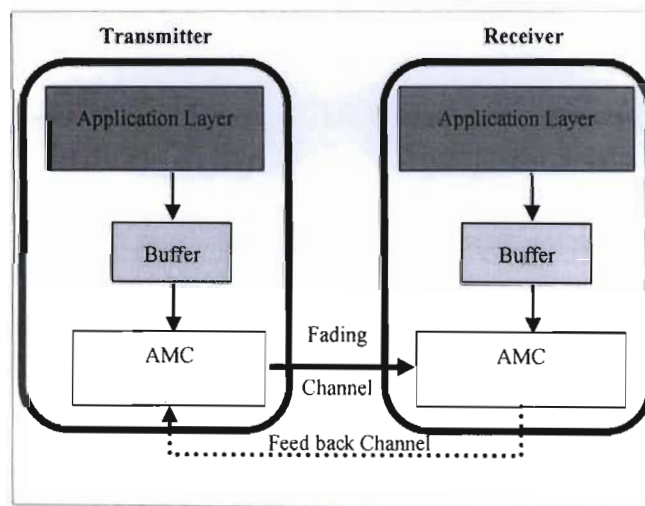 Transmitter
Receiver
Application Layer
Application Layer
Buffer
Buffer
AMC
Fading
AMC
Channel
Feed back Channel